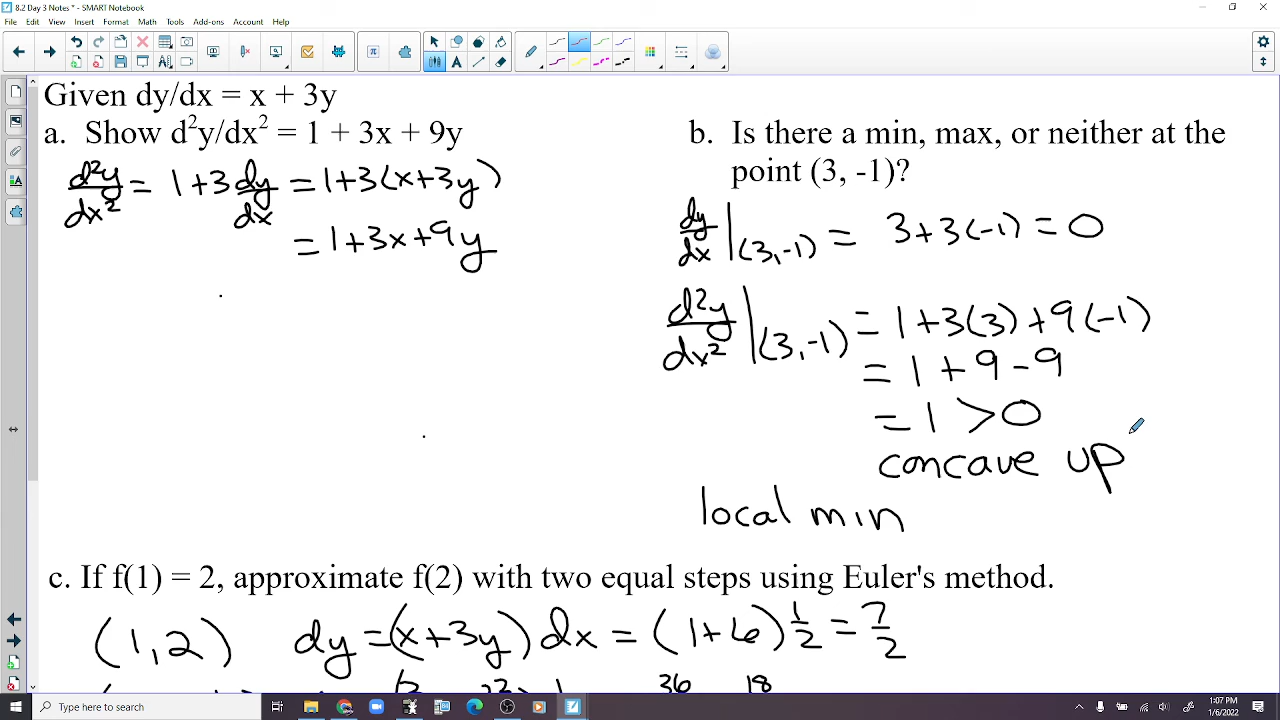 8.2 Day 3 Notes * - SMART Notebook
File Edit View Insert Format Math Tools Add-ons Account Help
Given dy/dx = x + 3y
a. Show d²y/dx² = 1 + 3x + 9y
d²y/dx² = 1+3 dy/dx = 1+3(x+3y)
= 1+3x+9y
b. Is there a min, max, or neither at the
point (3, -1)?
dy/dx |(3,-1) = 3+3(-1) = 0
d²y/dx² |(3,-1) = 1+3(3)+9(-1)
= 1+9-9
= 1 > 0
concave up
local min
c. If f(1) = 2, approximate f(2) with two equal steps using Euler's method.
(1,2) dy = (x+3y)dx = (1+6) 1/2 = 7/2
36 18
Type here to search
1:07 PM
1/6/2022